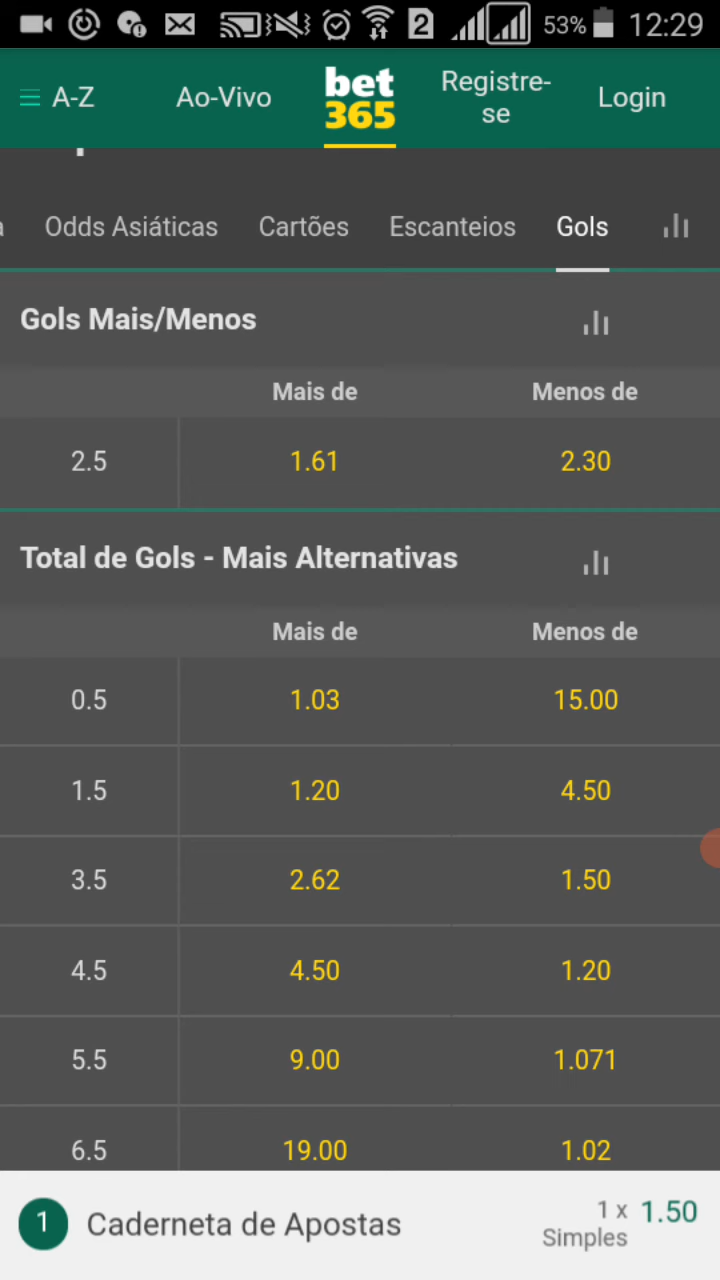 2 53% 12:29
A-Z Ao-Vivo bet365 Registre-se Login
a Odds Asiáticas Cartões Escanteios Gols
Gols Mais/Menos
Mais de Menos de
2.5 1.61 2.30
Total de Gols - Mais Alternativas
Mais de Menos de
0.5 1.03 15.00
1.5 1.20 4.50
3.5 2.62 1.50
4.5 4.50 1.20
5.5 9.00 1.071
6.5 19.00 1.02
1 Caderneta de Apostas 1 x Simples 1.50